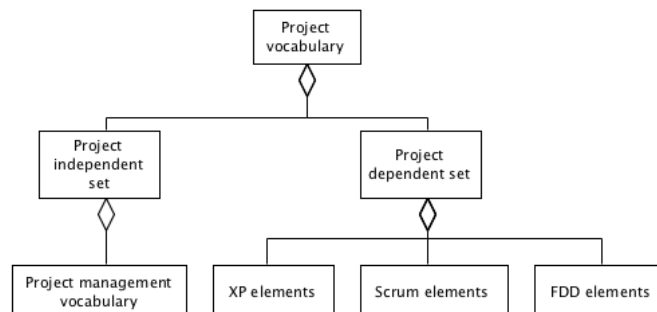 Project
vocabulary
Project
independent
set
Project
dependent set
Project management
vocabulary
XP elements
Scrum elements
FDD elements